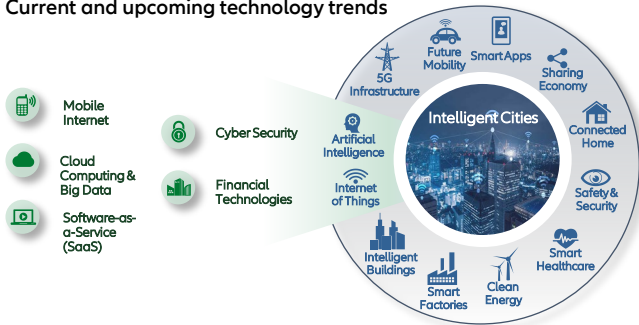 Current and upcoming technology trends
Mobile
Internet
Cloud
Computing &
Big Data
Software-as-
a-Service
(SaaS)
Cyber Security
Financial
Technologies
Intelligent Cities
5G
Infrastructure
Future
Mobility
Smart Apps
Sharing
Economy
Connected
Home
Safety &
Security
Smart
Healthcare
Clean
Energy
Smart
Factories
Intelligent
Buildings
Internet
of Things
Artificial
Intelligence